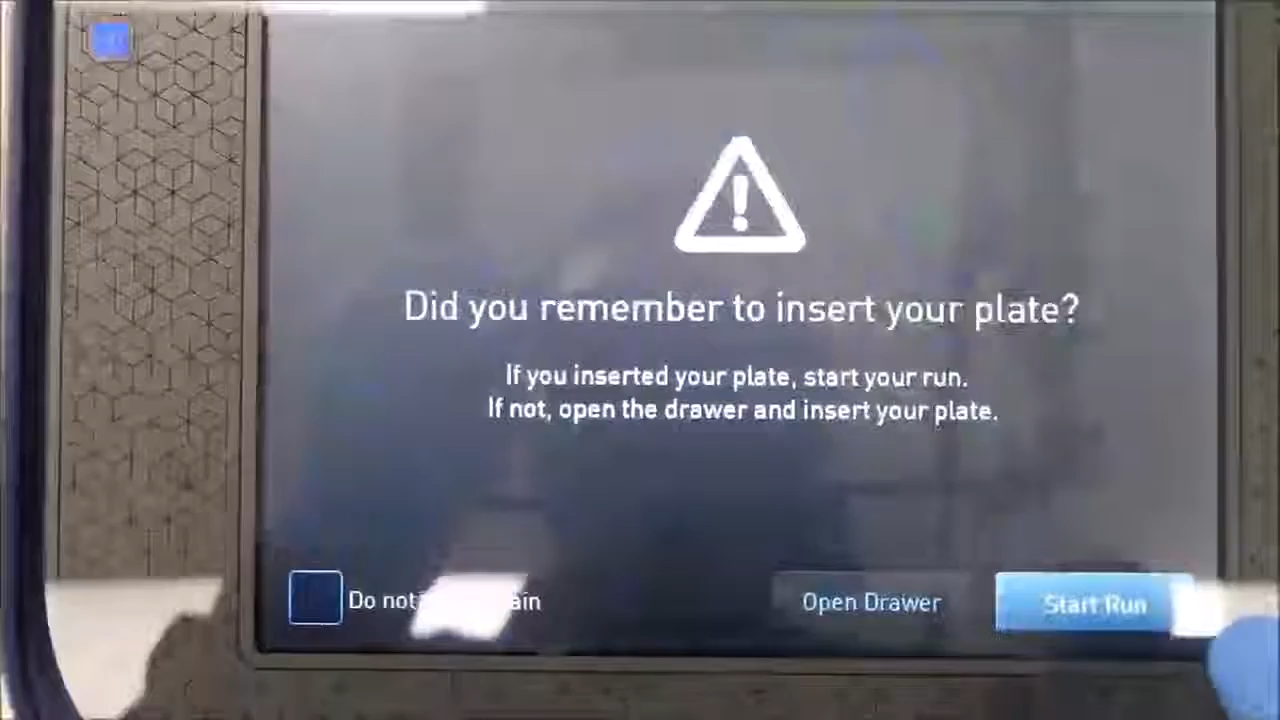 Did you remember to insert your plate?
If you inserted your plate, start your run.
If not, open the drawer and insert your plate.
Do not
Open Drawer
Start Run